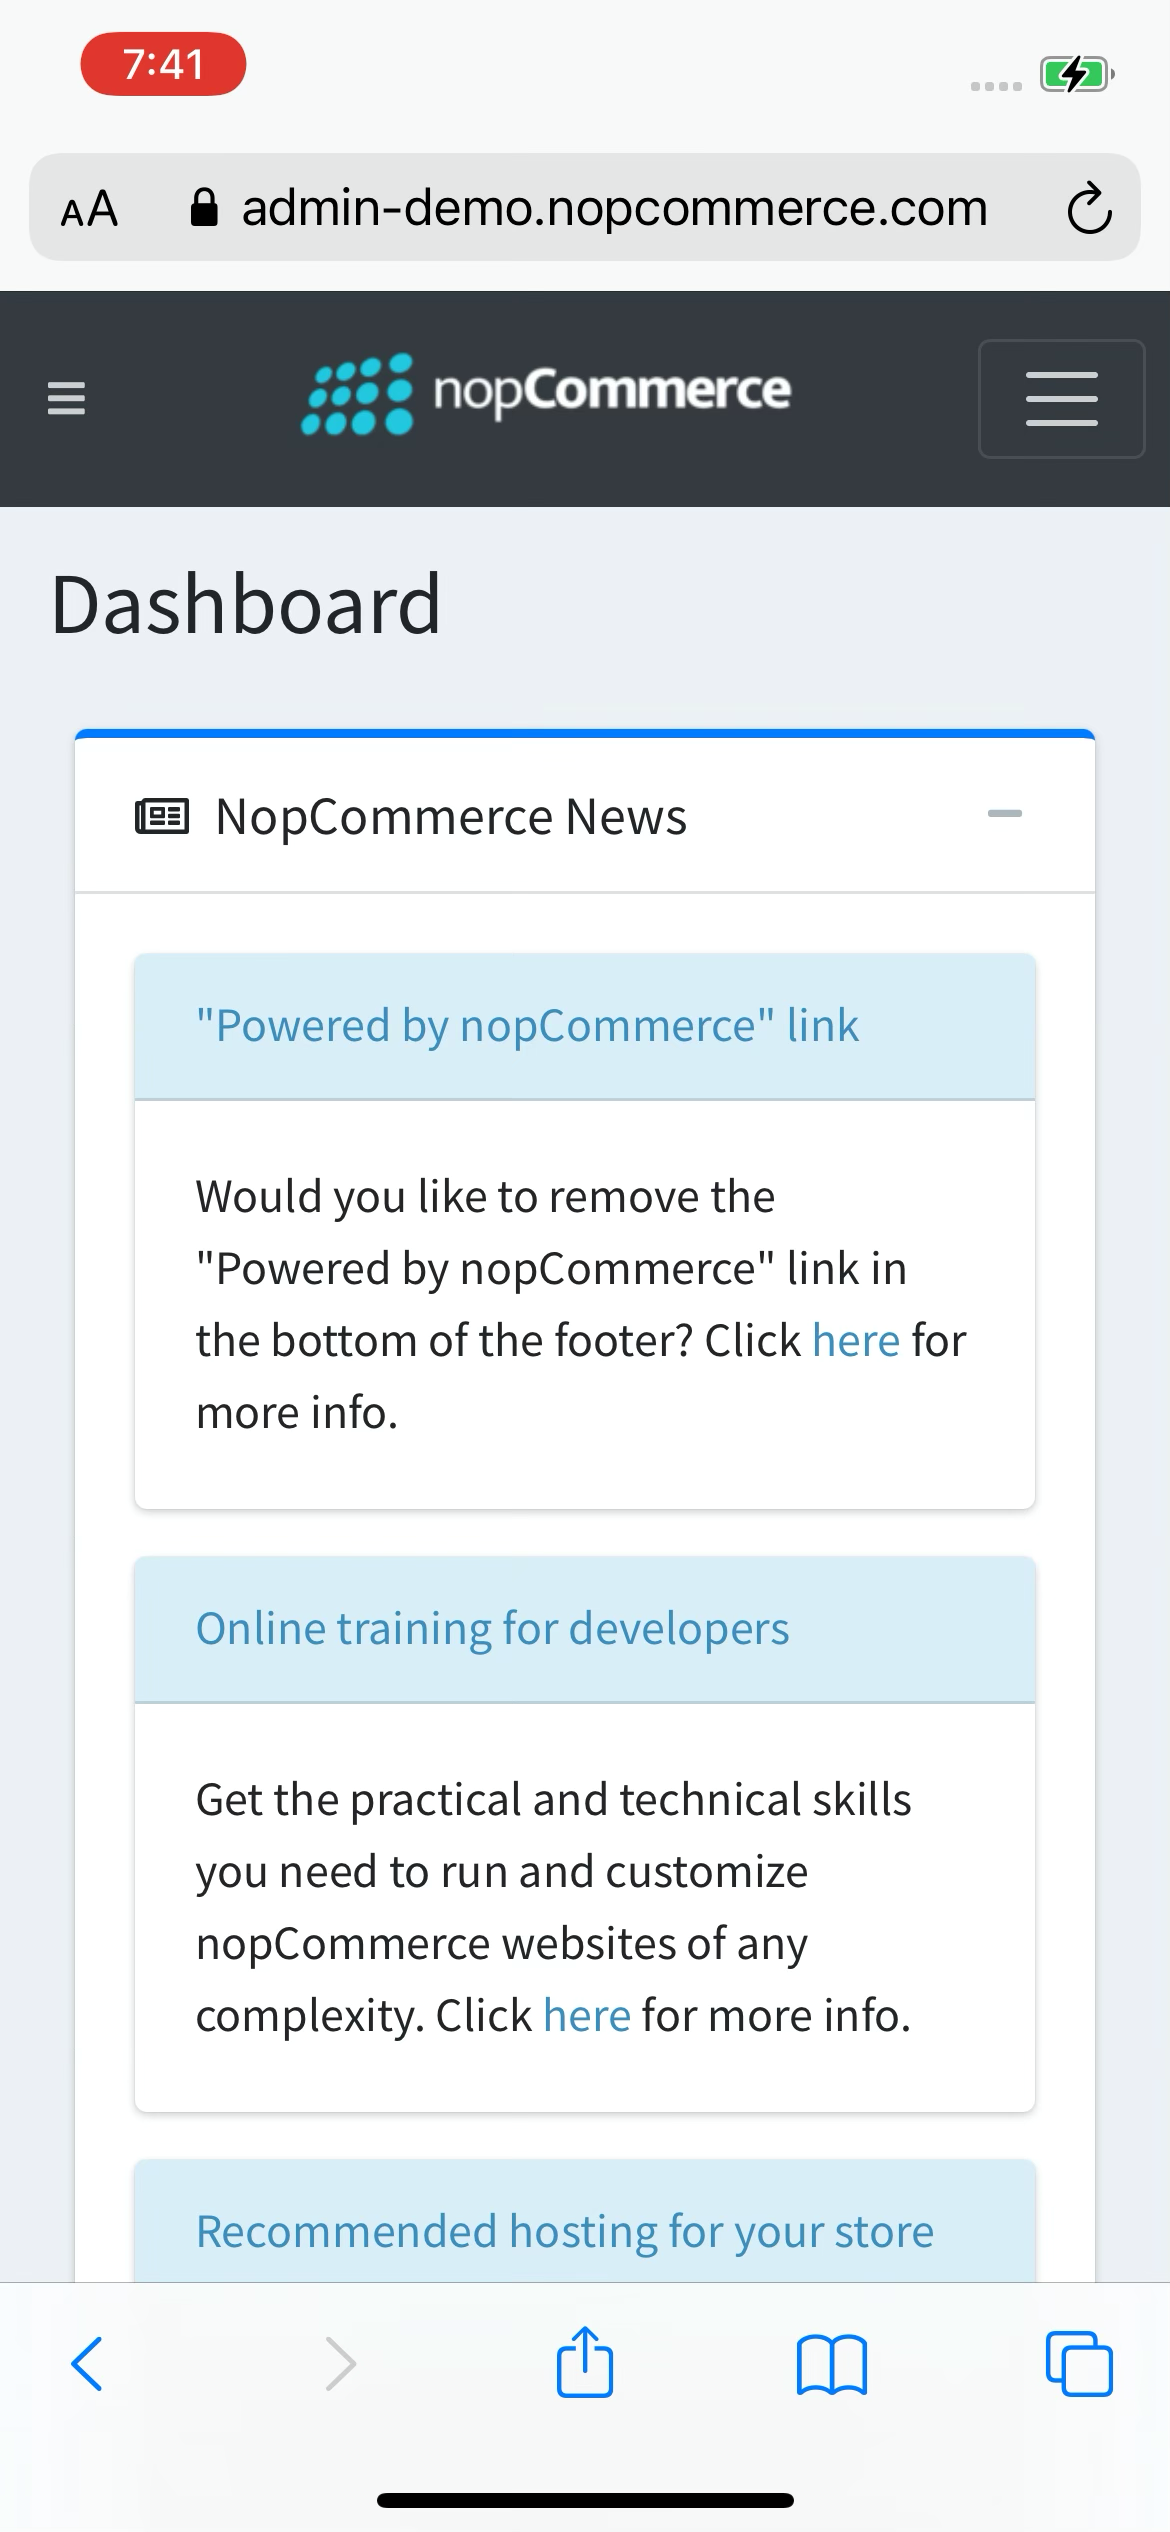 7:41
AA admin-demo.nopcommerce.com
nopCommerce
Dashboard
NopCommerce News
"Powered by nopCommerce" link
Would you like to remove the
"Powered by nopCommerce" link in
the bottom of the footer? Click here for
more info.
Online training for developers
Get the practical and technical skills
you need to run and customize
nopCommerce websites of any
complexity. Click here for more info.
Recommended hosting for your store